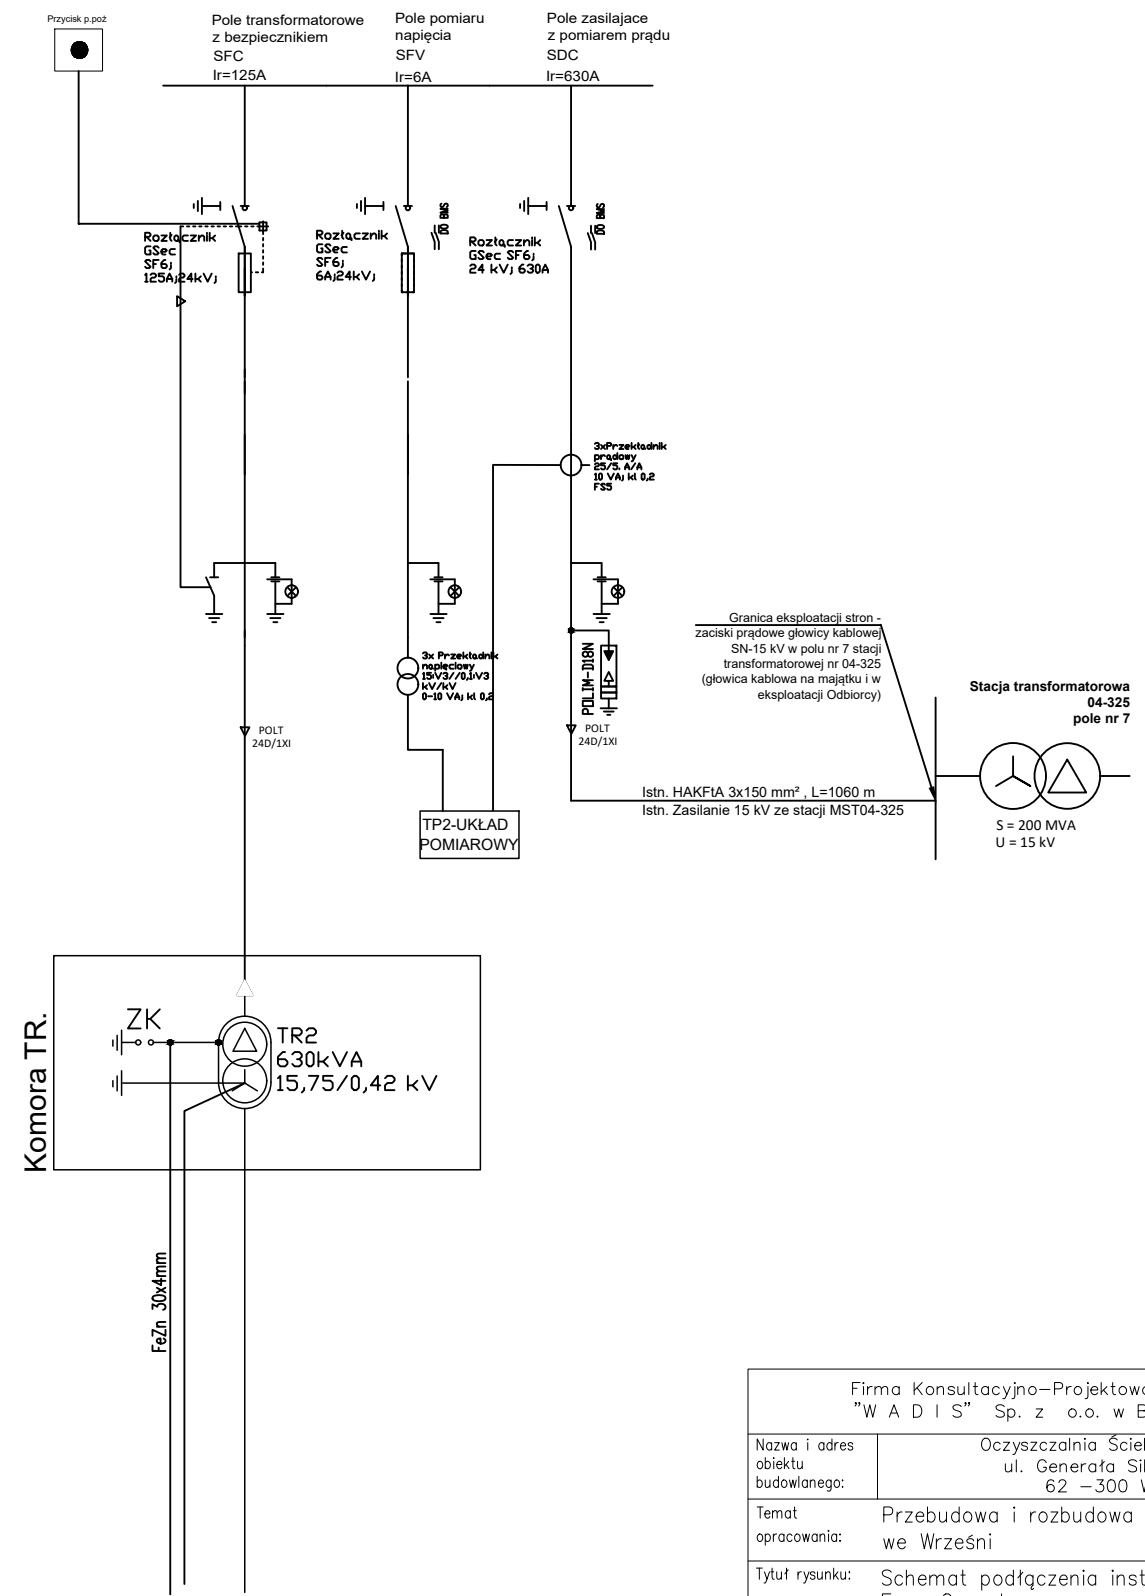 Przycisk p.poż
Pole transformatorowe
z bezpiecznikiem
SFC
Ir=125A
Pole pomiaru
napięcia
SFV
Ir=6A
Pole zasilajace
z pomiarem prądu
SDC
Ir=630A
Rozłącznik
GSec
SF6;
125A;24kV;
Rozłącznik
GSec
SF6;
6A;24kV;
DO BMS
Rozłącznik
GSec SF6;
24 kV; 630A
DO BMS
3xPrzekładnik
prądowy
25/5. A/A
10 VA; kl 0,2
FS5
3x Przekładnik
napięciowy
15:√3//0,1:√3
kV/kV
0-10 VA; kl 0,2
POLIM-D18N
POLT
24D/1XI
POLT
24D/1XI
TP2-UKŁAD
POMIAROWY
Granica eksploatacji stron -
zaciski prądowe głowicy kablowej
SN-15 kV w polu nr 7 stacji
transformatorowej nr 04-325
(głowica kablowa na majątku i w
eksploatacji Odbiorcy)
Stacja transformatorowa
04-325
pole nr 7
Istn. HAKFtA 3x150 mm² , L=1060 m
Istn. Zasilanie 15 kV ze stacji MST04-325
S = 200 MVA
U = 15 kV
Komora TR.
ZK
TR2
630kVA
15,75/0,42 kV
FeZn 30x4mm
Firma Konsultacyjno-Projektowo
"W A D I S" Sp. z o.o. w B
Nazwa i adres
obiektu
budowlanego:
Oczyszczalnia Ściek
ul. Generała Sik
62 -300 W
Temat
opracowania:
Przebudowa i rozbudowa
we Wrześni
Tytuł rysunku:
Schemat podłączenia inst